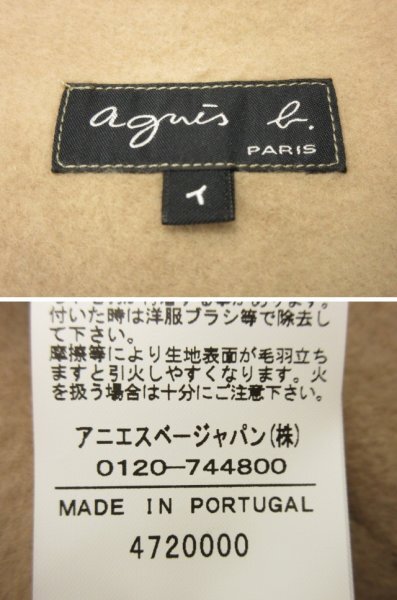 agnès b.
PARIS
付いた時は洋服ブラシ等で除去し
て下さい。
摩擦等により生地表面が毛羽立ち
ますと引火しやすくなります。火
を扱う場合は十分にご注意下さい。
アニエスベージャパン(株)
0120-744800
MADE IN PORTUGAL
4720000